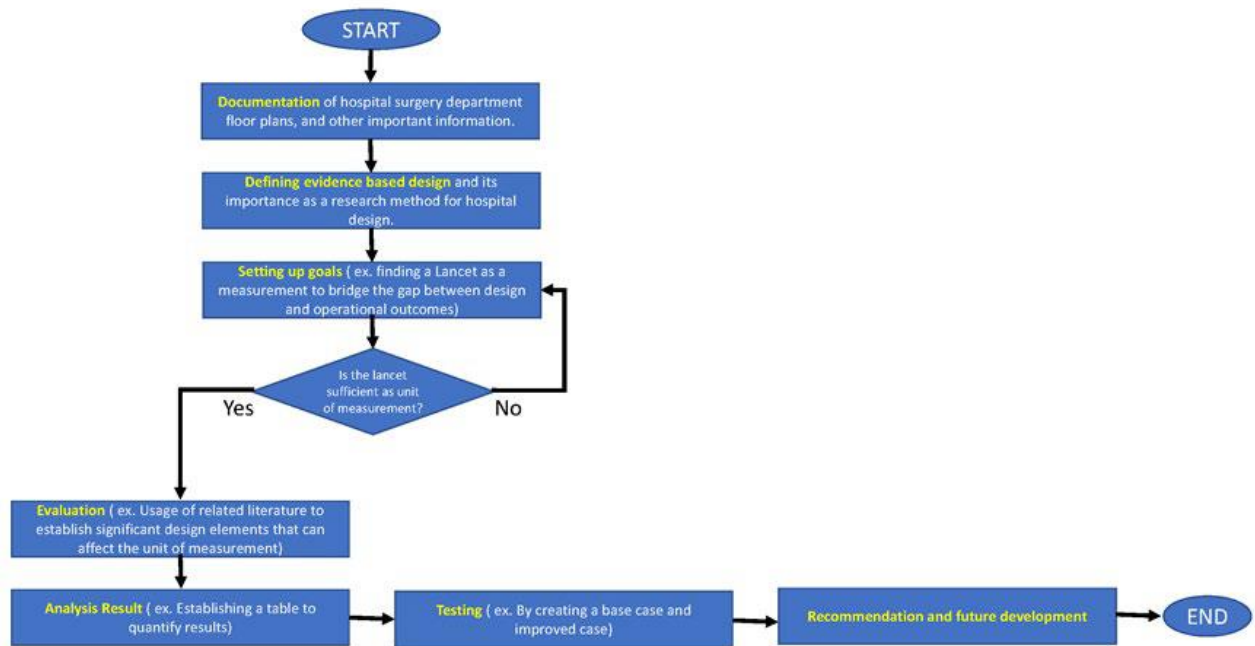 START
Documentation of hospital surgery department
floor plans, and other important information.
Defining evidence based design and its
importance as a research method for hospital
design.
Setting up goals ( ex. finding a Lancet as a
measurement to bridge the gap between design
and operational outcomes)
Is the lancet
sufficient as unit
of measurement?
Yes
No
Evaluation ( ex. Usage of related literature to
establish significant design elements that can
affect the unit of measurement)
Analysis Result ( ex. Establishing a table to
quantify results)
Testing ( ex. By creating a base case and
improved case)
Recommendation and future development
END